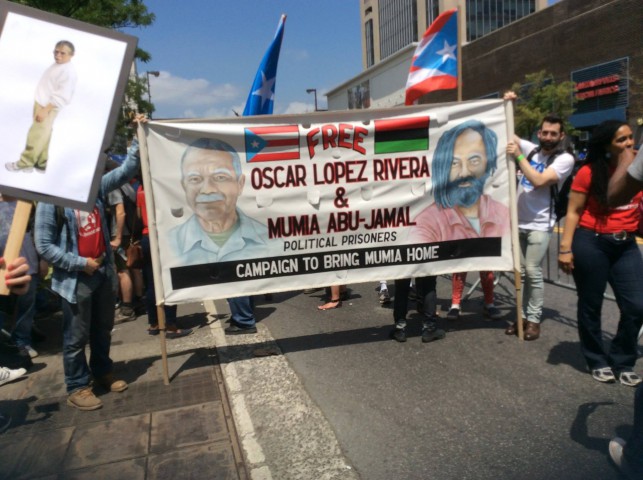 FREE
OSCAR LOPEZ RIVERA
&
MUMIA ABU-JAMAL
POLITICAL PRISONERS
CAMPAIGN TO BRING MUMIA HOME